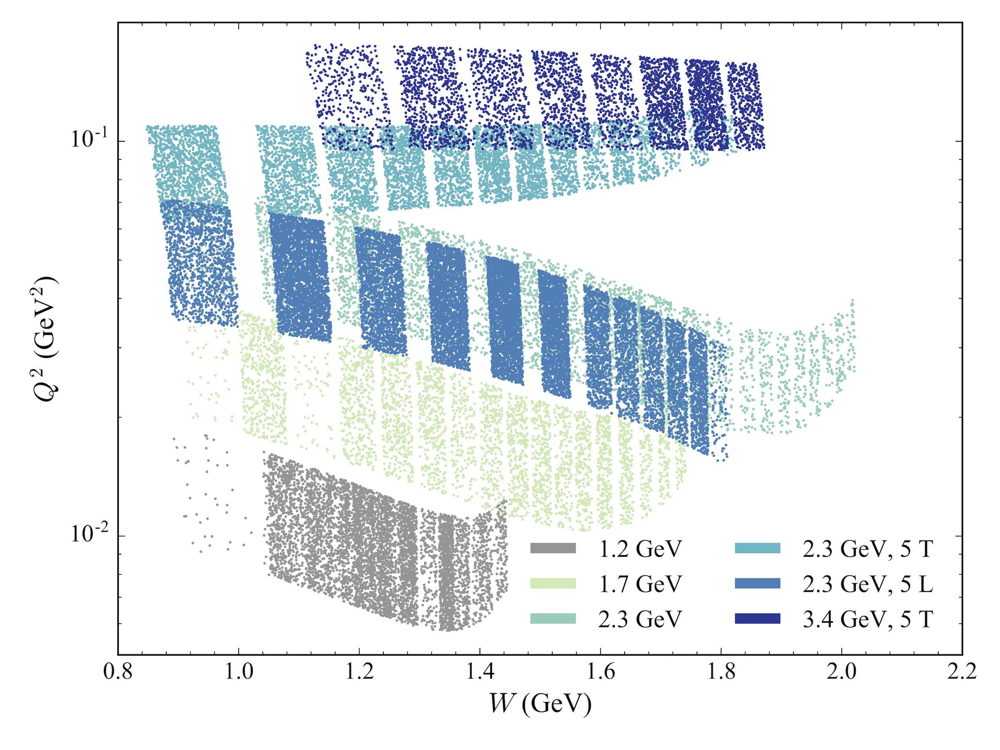 10⁻¹
10⁻²
Q² (GeV²)
0.8 1.0 1.2 1.4 1.6 1.8 2.0 2.2
W (GeV)
1.2 GeV
1.7 GeV
2.3 GeV
2.3 GeV, 5 T
2.3 GeV, 5 L
3.4 GeV, 5 T